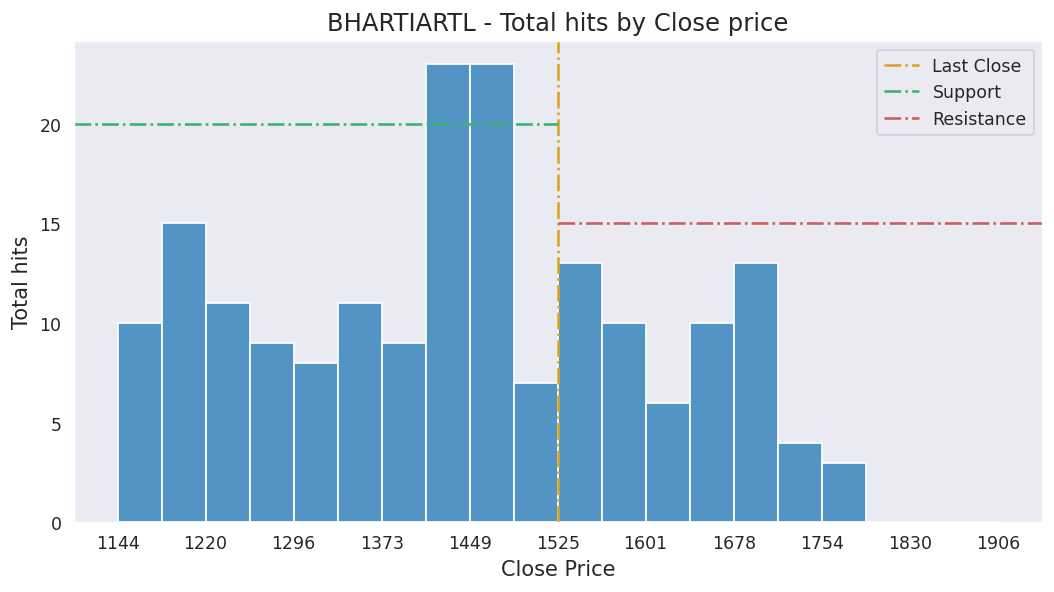 BHARTIARTL - Total hits by Close price
Last Close
Support
Resistance
Total hits
20
15
10
5
0
1144 1220 1296 1373 1449 1525 1601 1678 1754 1830 1906
Close Price